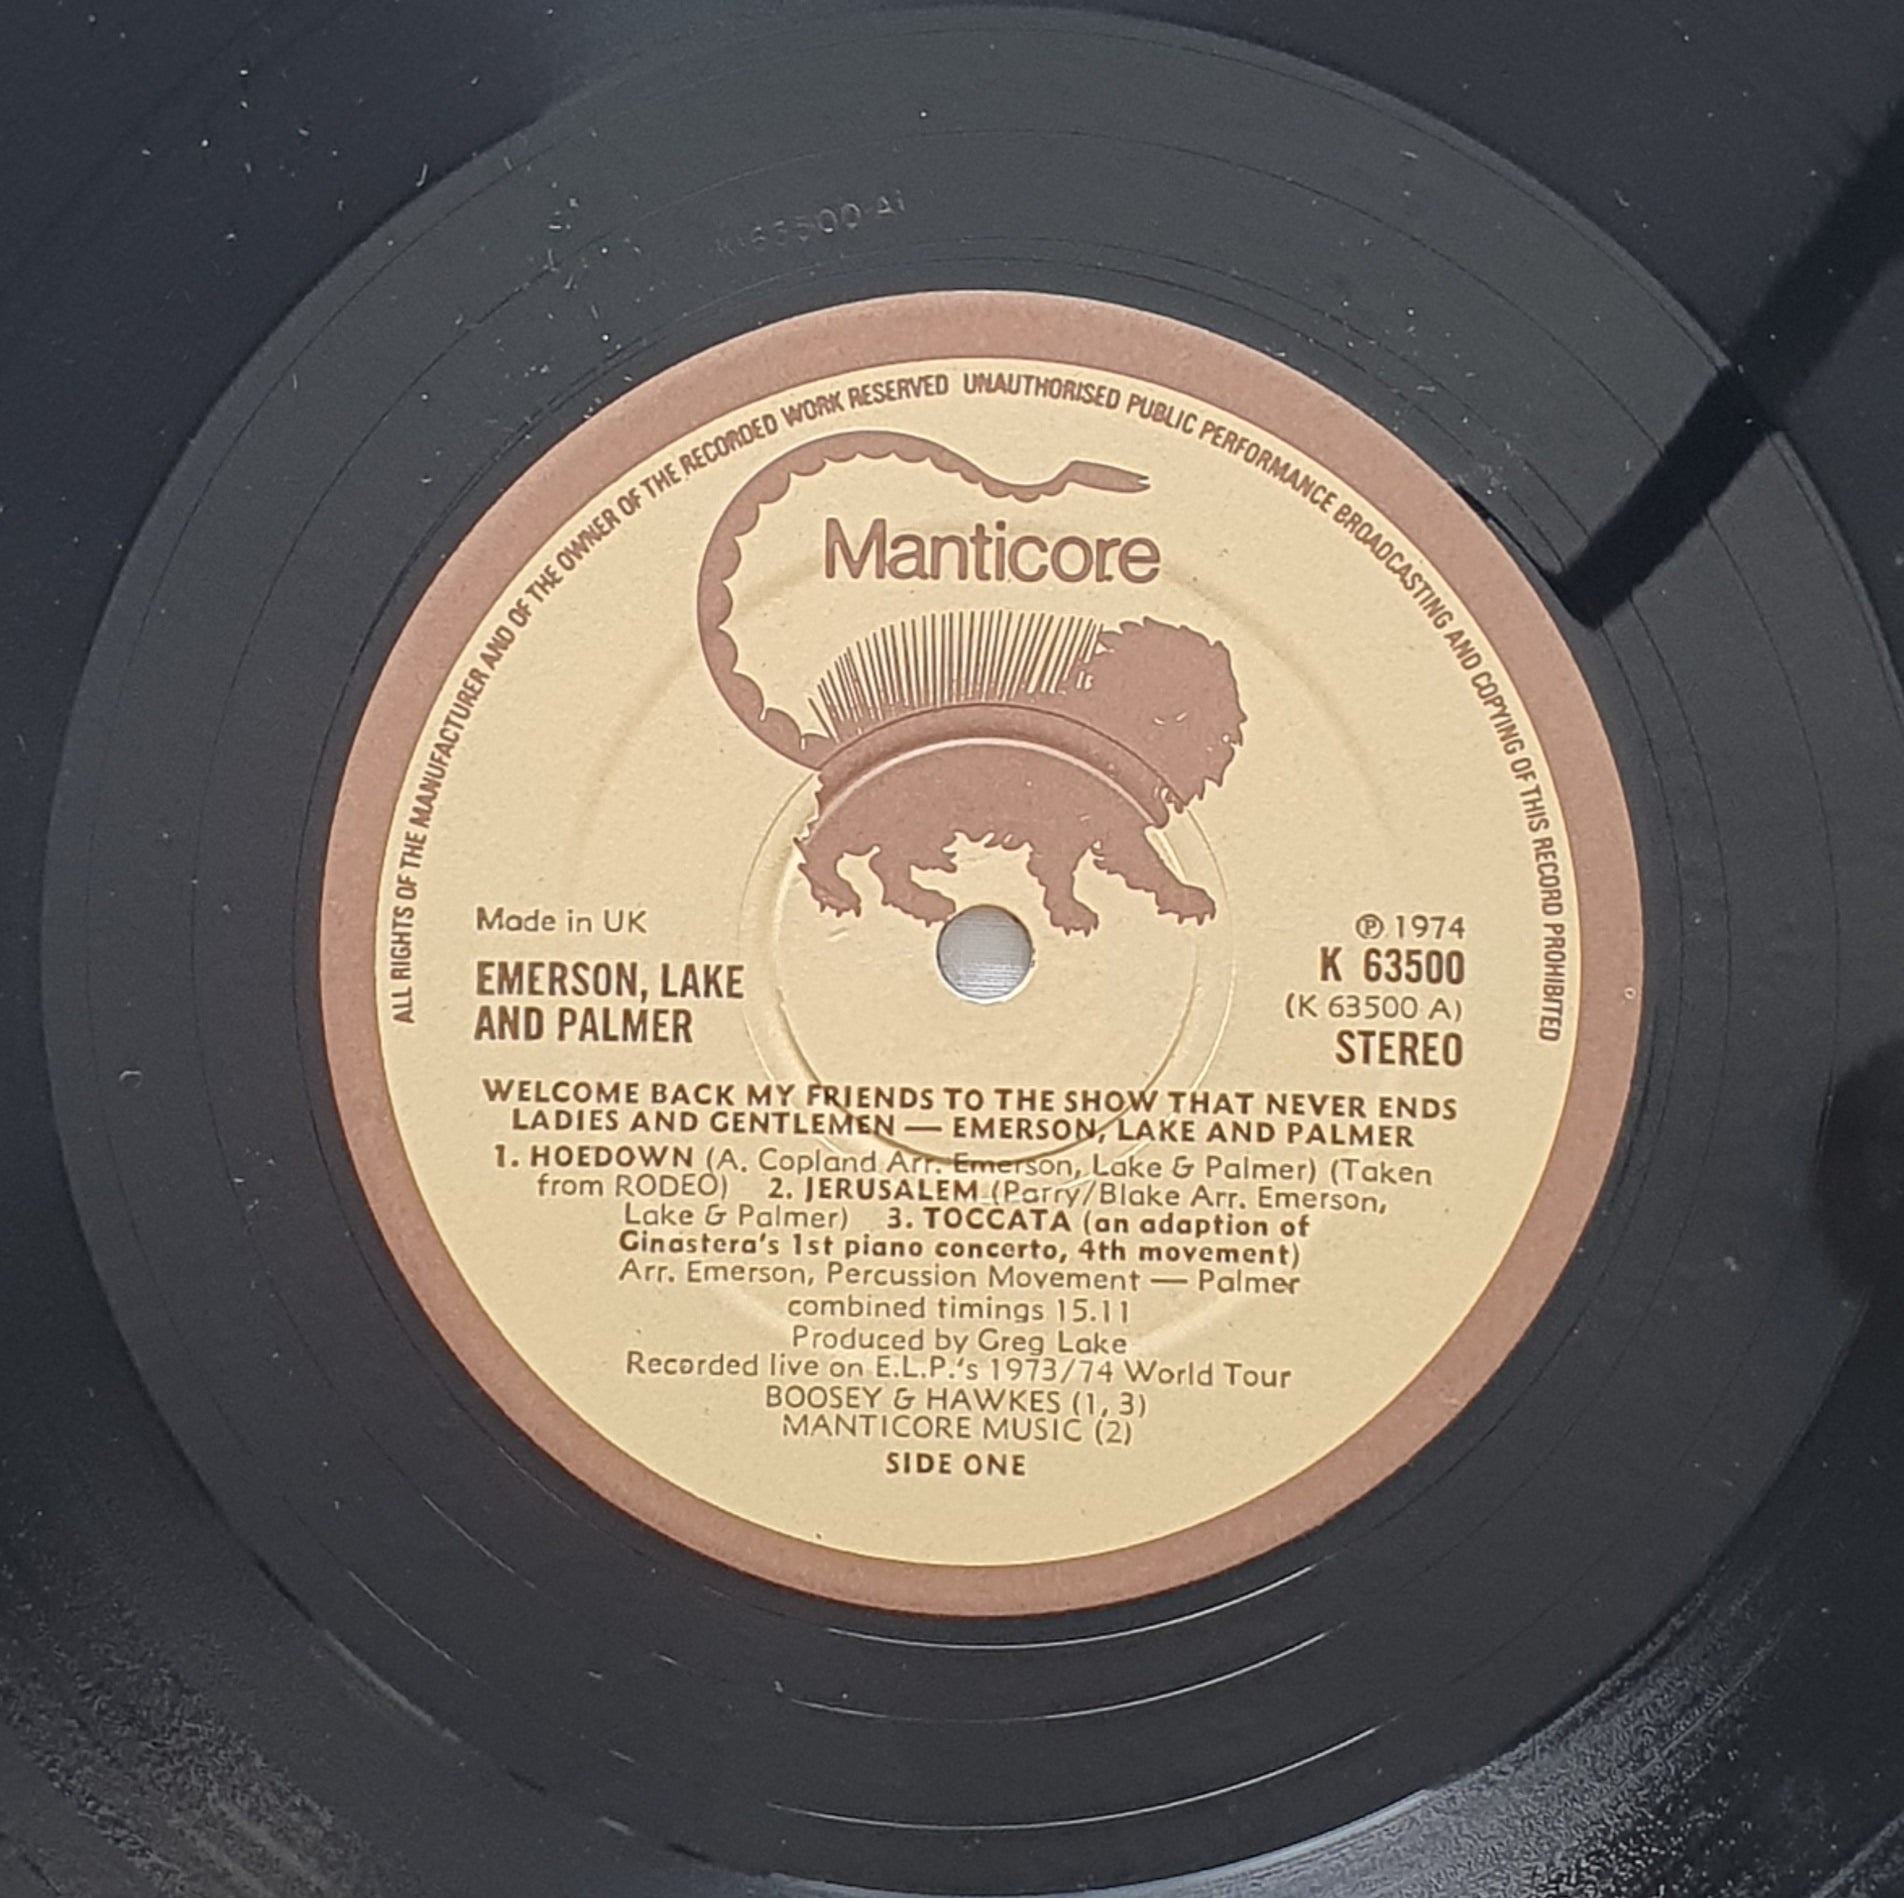 K 63500 A1
ALL RIGHTS OF THE MANUFACTURER AND OF THE OWNER OF THE RECORDED WORK RESERVED UNAUTHORISED PUBLIC PERFORMANCE BROADCASTING AND COPYING OF THIS RECORD PROHIBITED
Manticore
Made in UK
EMERSON, LAKE
AND PALMER
℗ 1974
K 63500
(K 63500 A)
STEREO
WELCOME BACK MY FRIENDS TO THE SHOW THAT NEVER ENDS
LADIES AND GENTLEMEN — EMERSON, LAKE AND PALMER
1. HOEDOWN (A. Copland Arr. Emerson, Lake & Palmer) (Taken
from RODEO) 2. JERUSALEM (Parry/Blake Arr. Emerson,
Lake & Palmer) 3. TOCCATA (an adaption of
Ginastera's 1st piano concerto, 4th movement)
Arr. Emerson, Percussion Movement — Palmer
combined timings 15.11
Produced by Greg Lake
Recorded live on E.L.P.'s 1973/74 World Tour
BOOSEY & HAWKES (1, 3)
MANTICORE MUSIC (2)
SIDE ONE